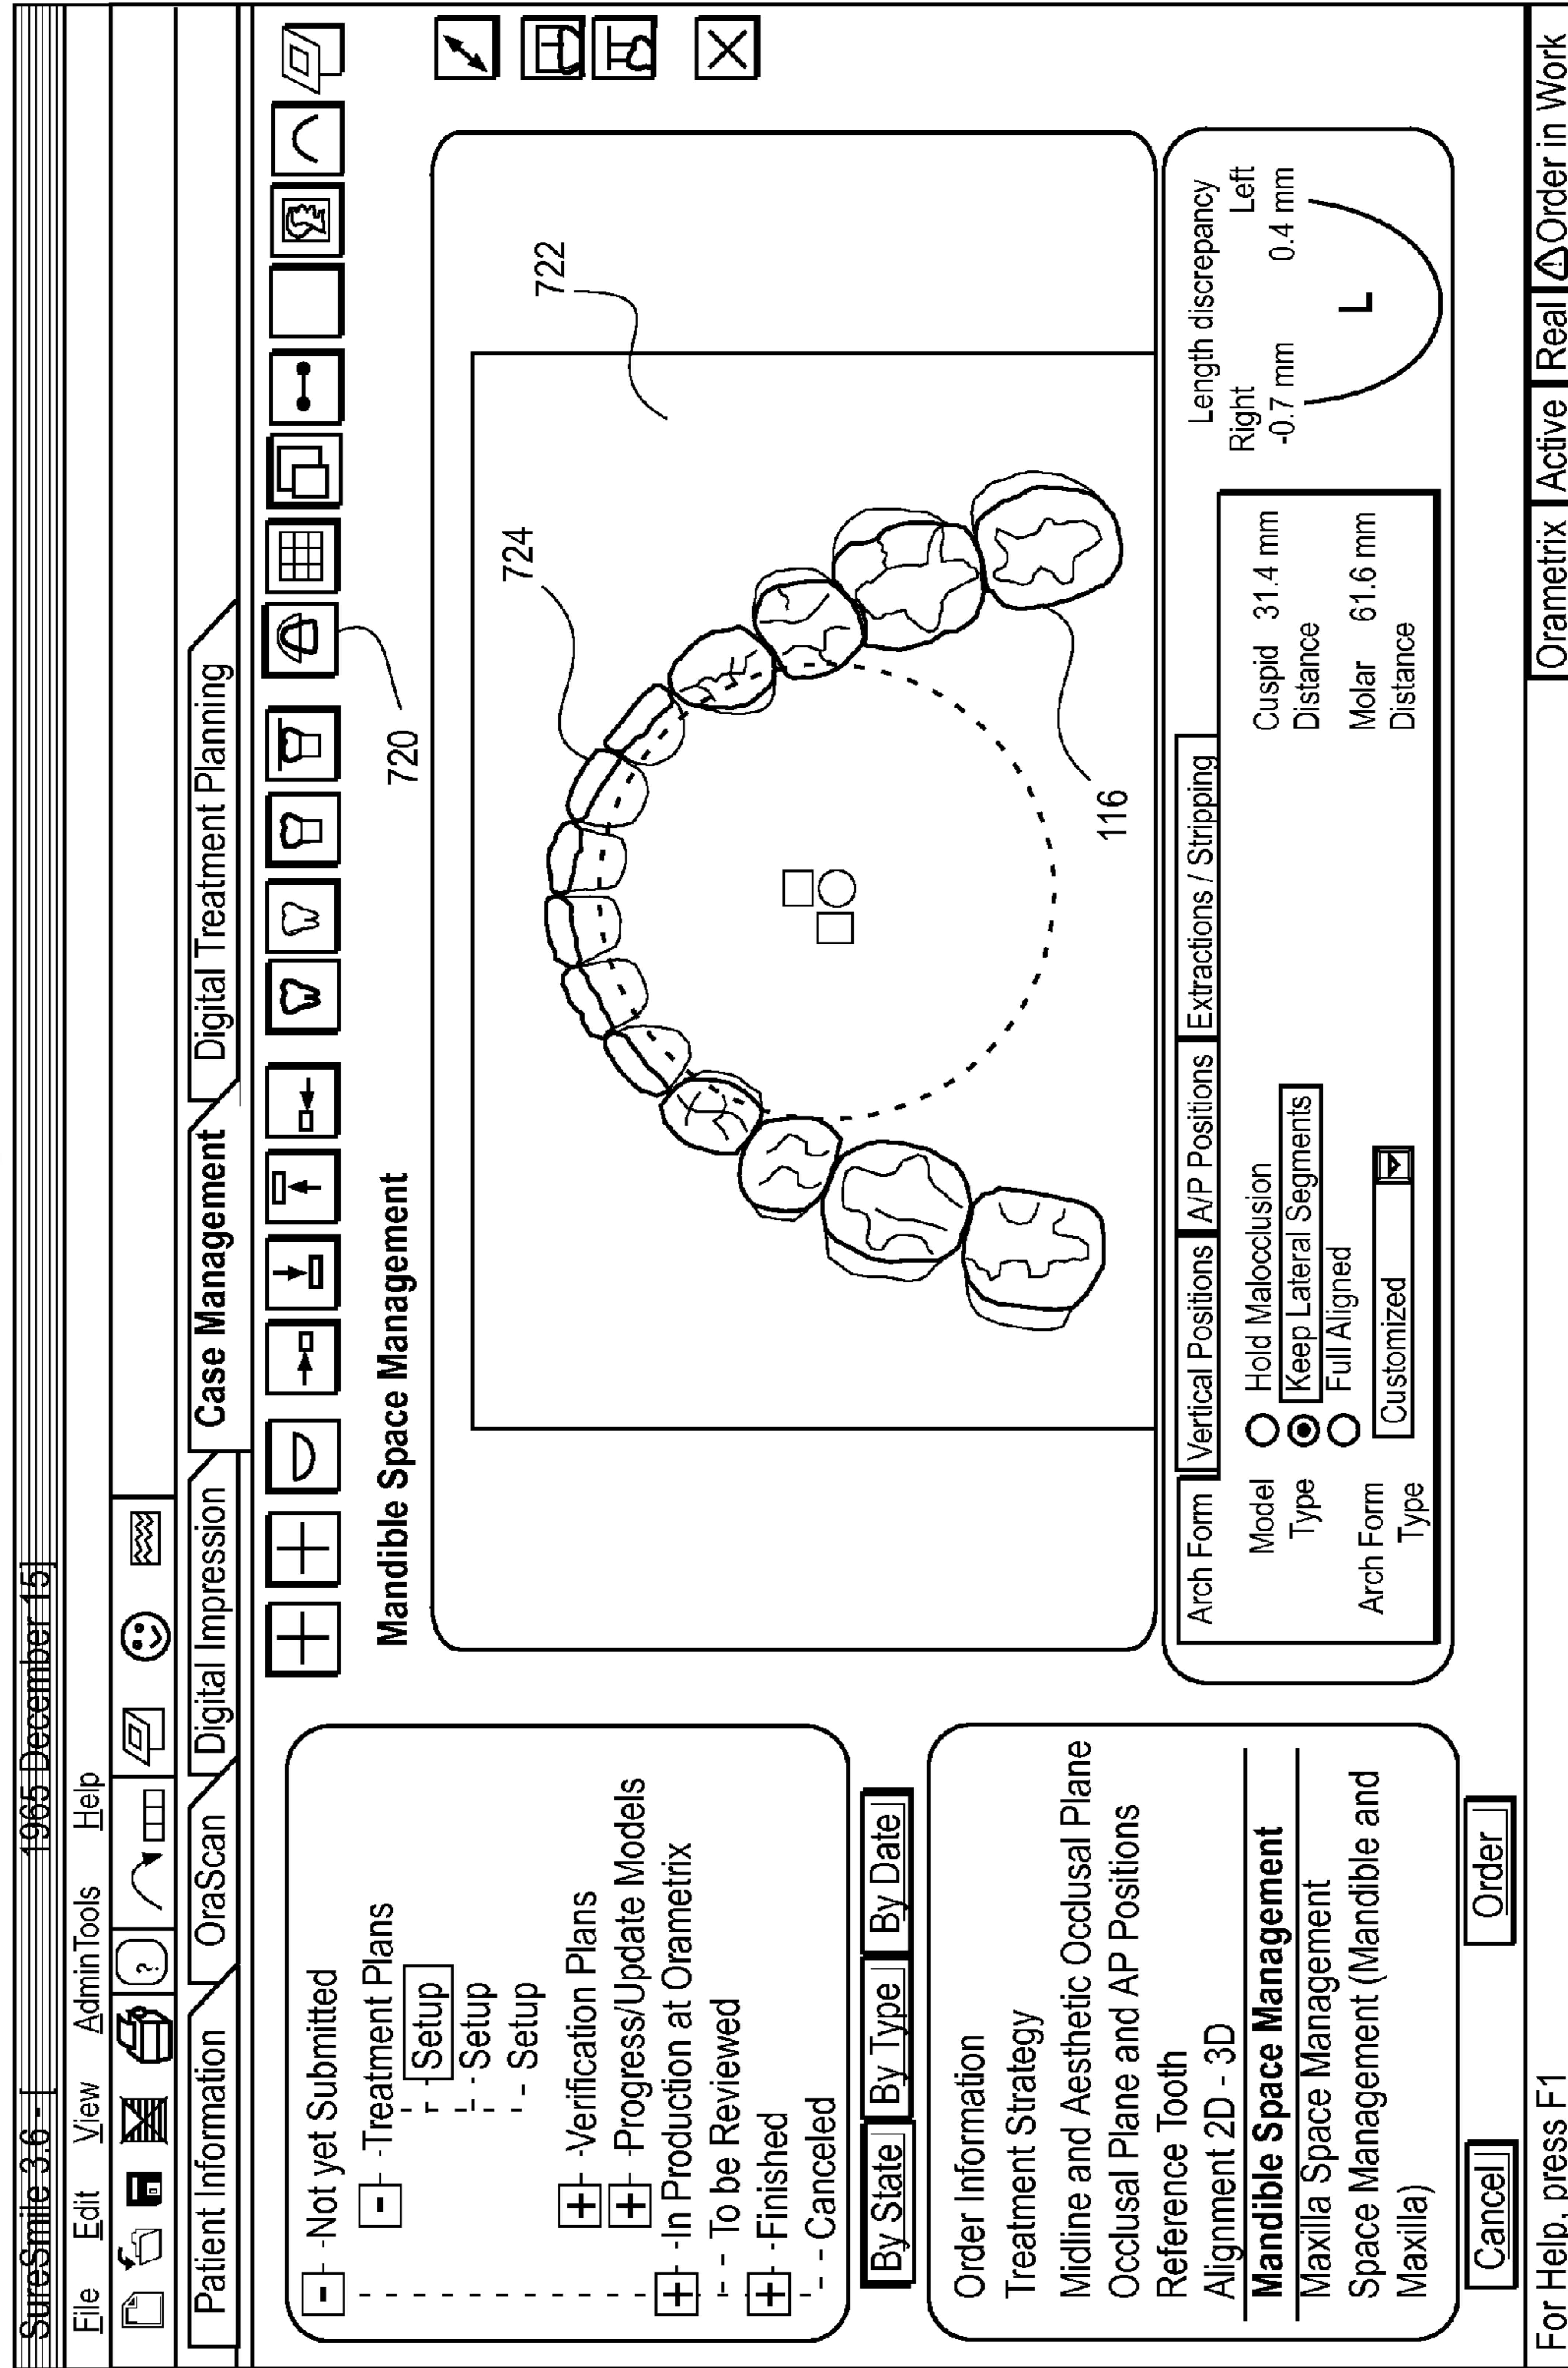 SureSmile 3.6 - [ 1965 December 15]
File Edit View AdminTools Help
?
Patient Information OraScan Digital Impression Case Management Digital Treatment Planning
Not yet Submitted
Treatment Plans
Setup
Setup
Setup
Verification Plans
Progress/Update Models
In Production at Orametrix
To be Reviewed
Finished
Canceled
By State By Type By Date
Order Information
Treatment Strategy
Midline and Aesthetic Occlusal Plane
Occlusal Plane and AP Positions
Reference Tooth
Alignment 2D - 3D
Mandible Space Management
Maxilla Space Management
Space Management (Mandible and
Maxilla)
Cancel Order
Mandible Space Management
720
724
722
116
Arch Form Vertical Positions A/P Positions Extractions / Stripping
Model
Type
Hold Malocclusion
Keep Lateral Segments
Full Aligned
Arch Form
Type
Customized
Cuspid 31.4 mm
Distance
Molar 61.6 mm
Distance
Length discrepancy
Right Left
-0.7 mm 0.4 mm
L
For Help, press F1
Orametrix Active Real Order in Work